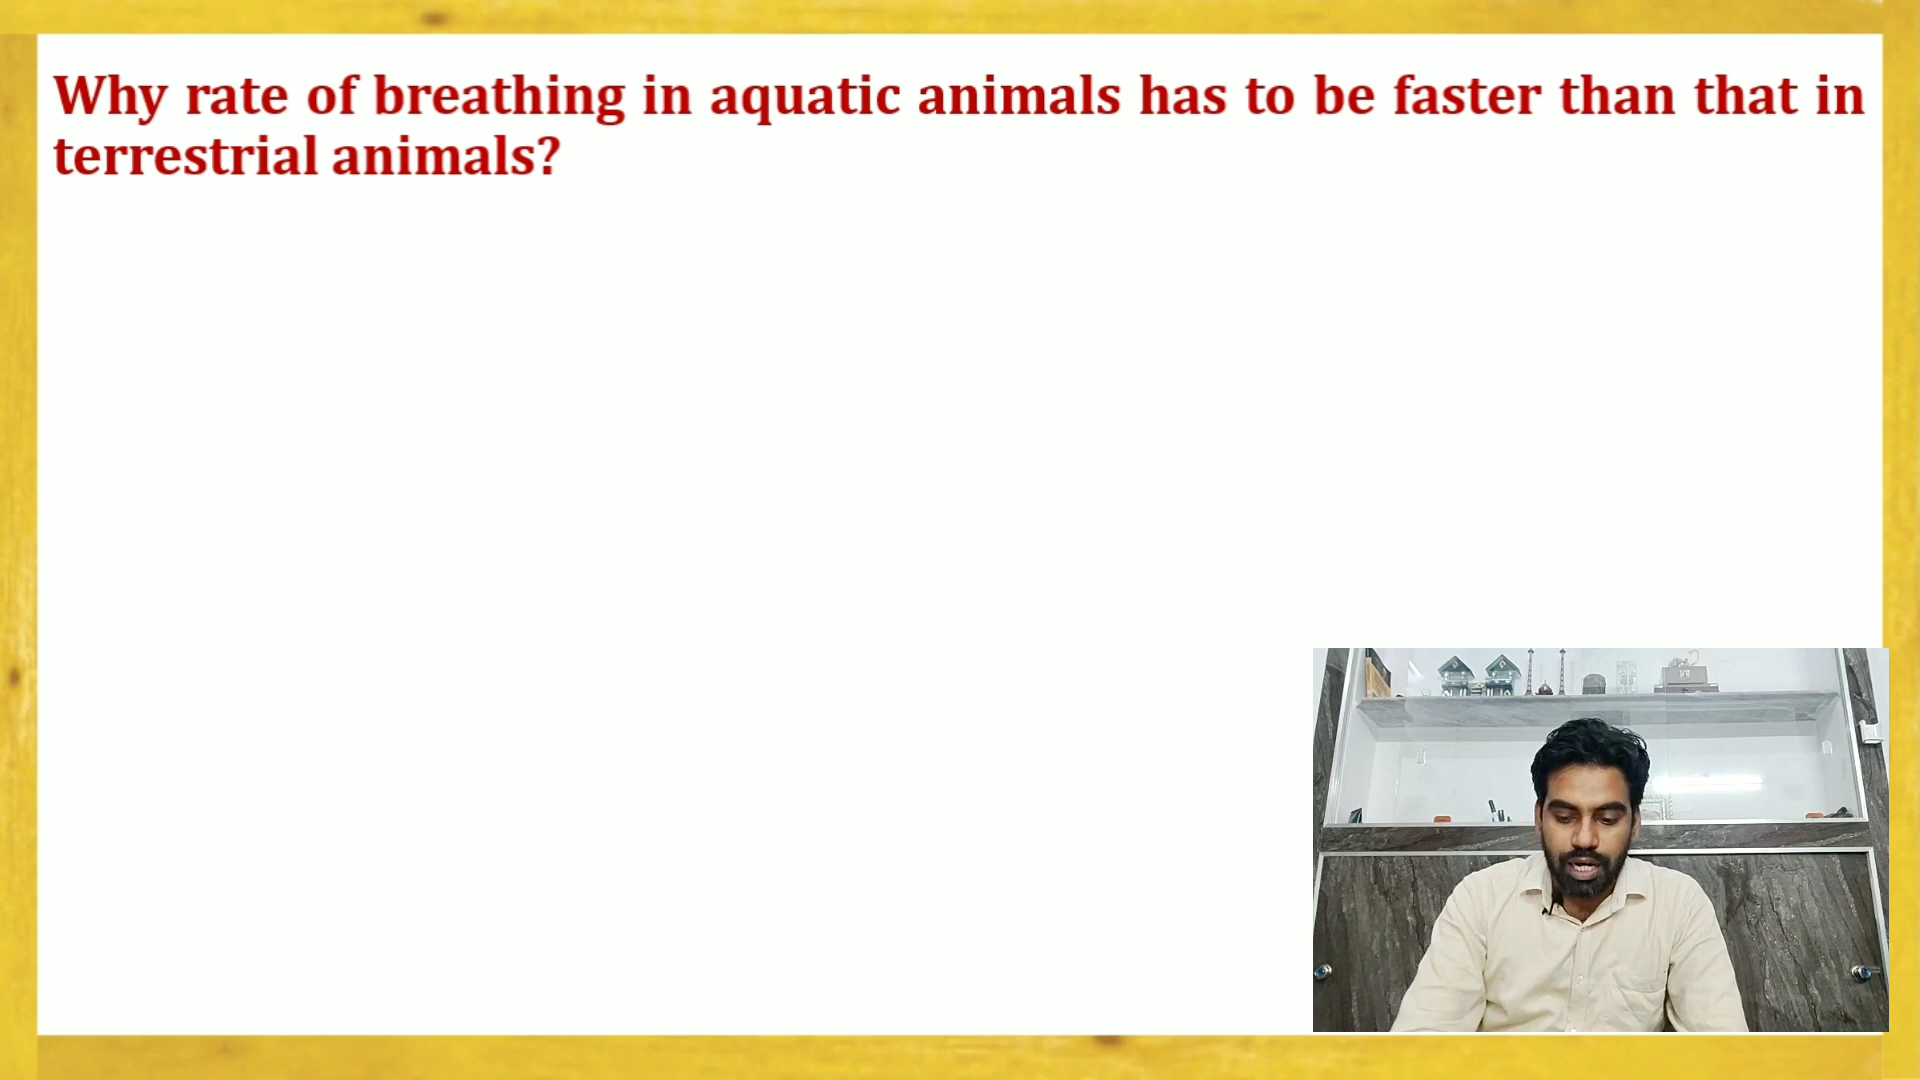 Why rate of breathing in aquatic animals has to be faster than that in
terrestrial animals?